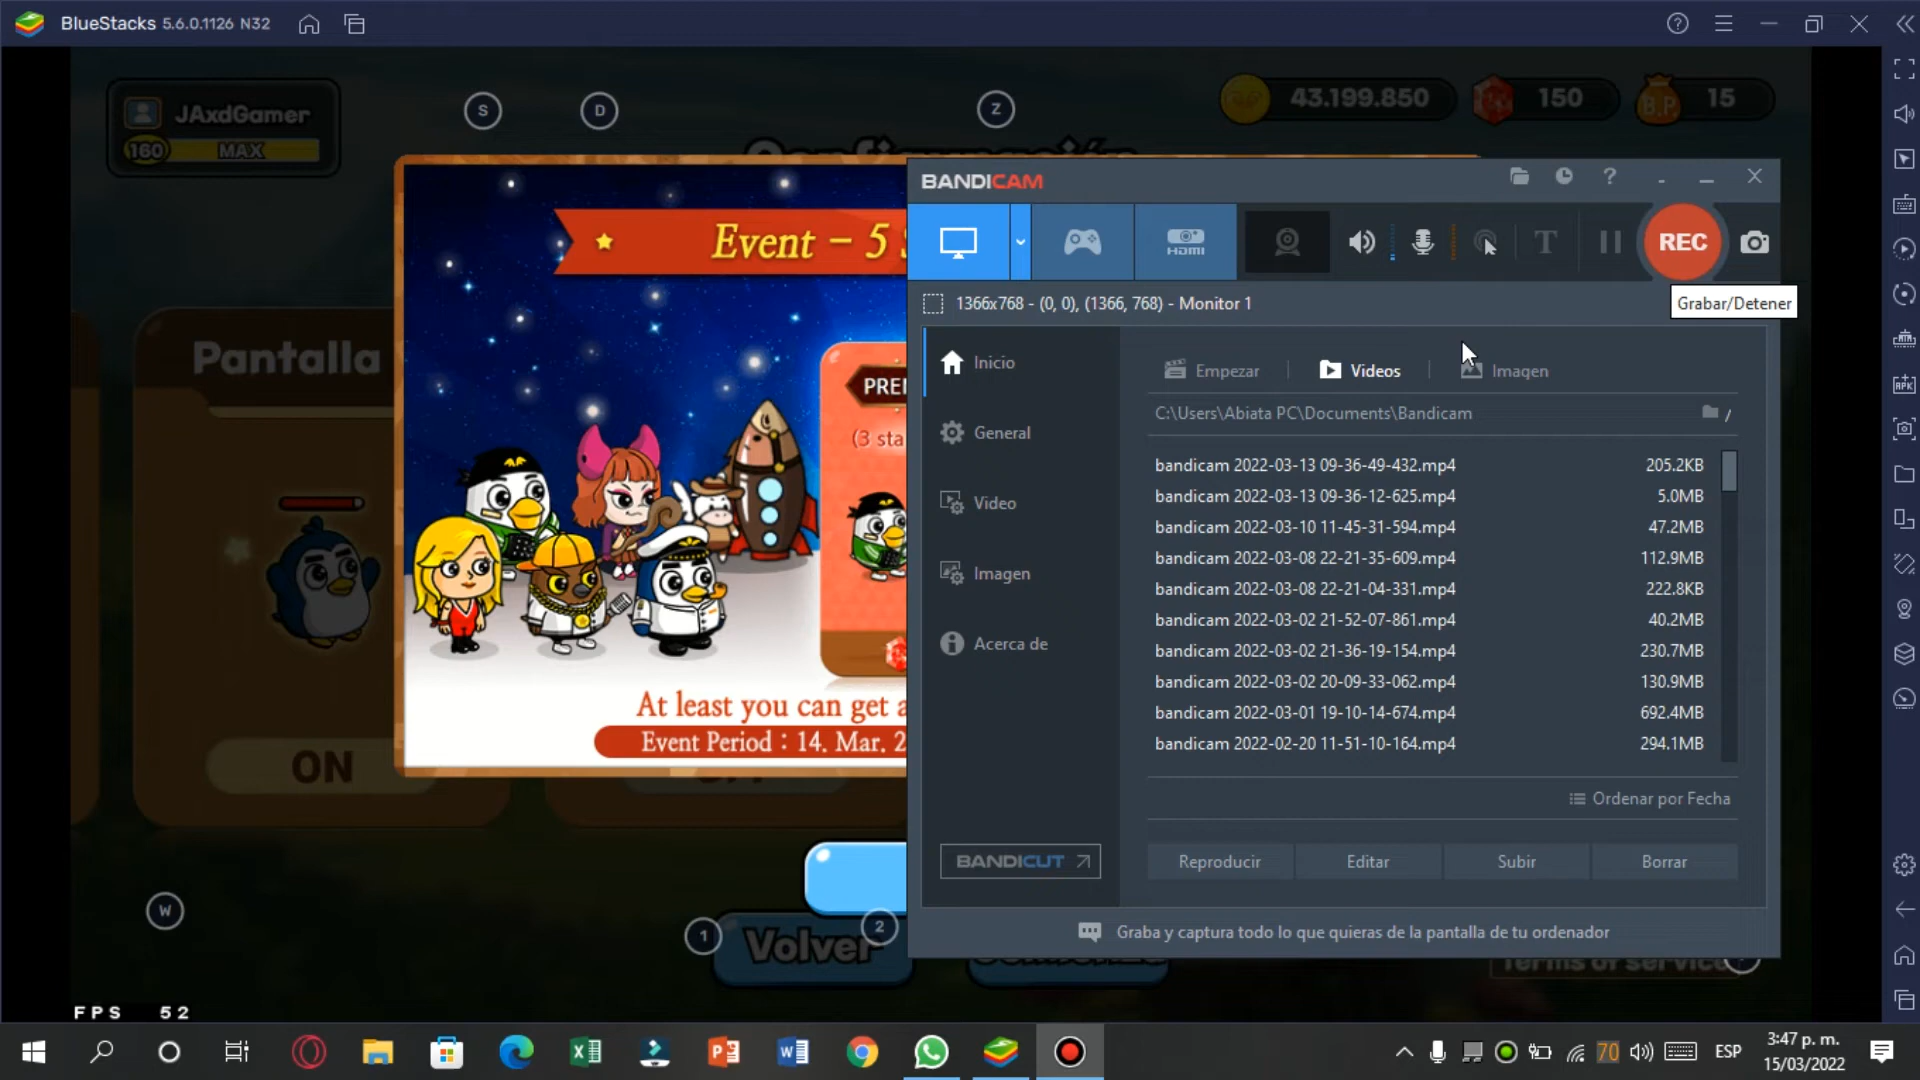 BlueStacks 5.6.0.1126 N32
JAxdGamer
160 MAX
S
D
Z
43.199.850
150
B.P. 15
Configuración
Event - 5
BANDICAM
HDMI
T
REC
1366x768 - (0, 0), (1366, 768) - Monitor 1
Grabar/Detener
Pantalla
ON
PRE
(3 sta
At least you can get a
Event Period : 14. Mar. 2
Inicio
General
Video
Imagen
Acerca de
Empezar
Videos
Imagen
C:\Users\Abiata PC\Documents\Bandicam
bandicam 2022-03-13 09-36-49-432.mp4 205.2KB
bandicam 2022-03-13 09-36-12-625.mp4 5.0MB
bandicam 2022-03-10 11-45-31-594.mp4 47.2MB
bandicam 2022-03-08 22-21-35-609.mp4 112.9MB
bandicam 2022-03-08 22-21-04-331.mp4 222.8KB
bandicam 2022-03-02 21-52-07-861.mp4 40.2MB
bandicam 2022-03-02 21-36-19-154.mp4 230.7MB
bandicam 2022-03-02 20-09-33-062.mp4 130.9MB
bandicam 2022-03-01 19-10-14-674.mp4 692.4MB
bandicam 2022-02-20 11-51-10-164.mp4 294.1MB
Ordenar por Fecha
BANDICUT
Reproducir
Editar
Subir
Borrar
Graba y captura todo lo que quieras de la pantalla de tu ordenador
W
1
2
Volver
Terms of service
FPS 52
70
ESP
3:47 p. m.
15/03/2022